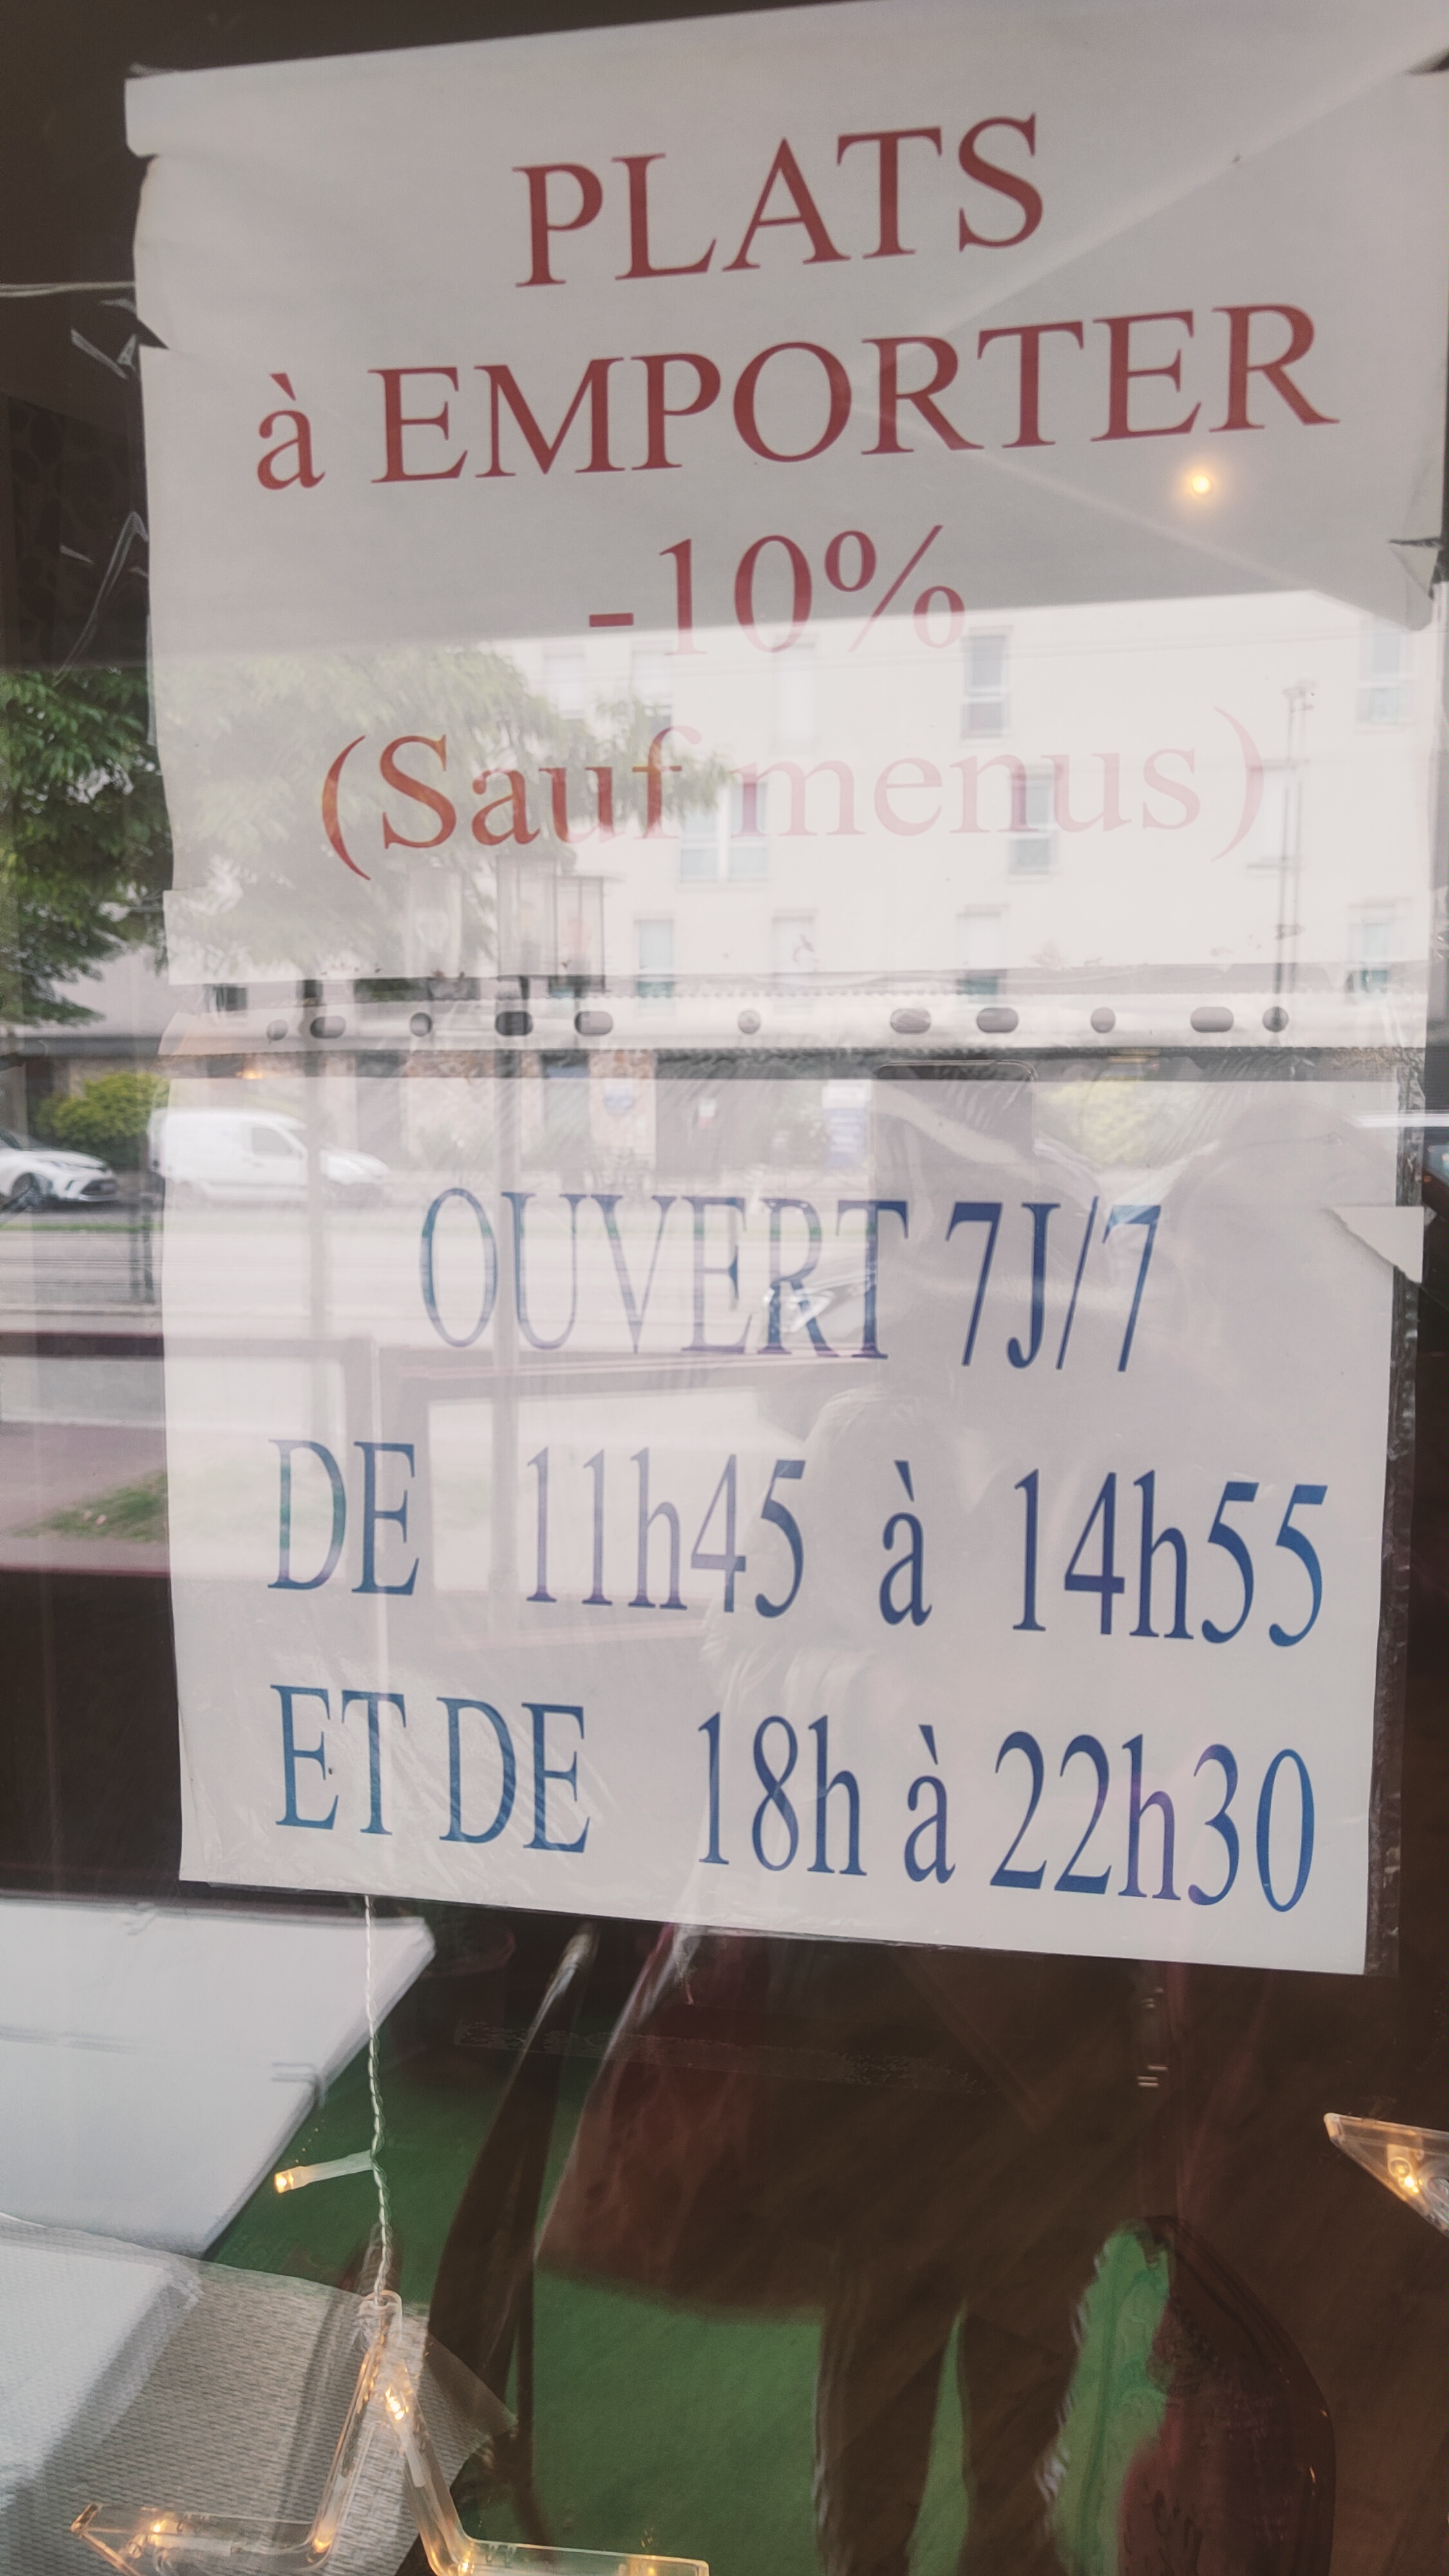 PLATS
à EMPORTER
-10%
(Sauf menus)
OUVERT 7J/7
DE 11h45 à 14h55
ET DE 18h à 22h30